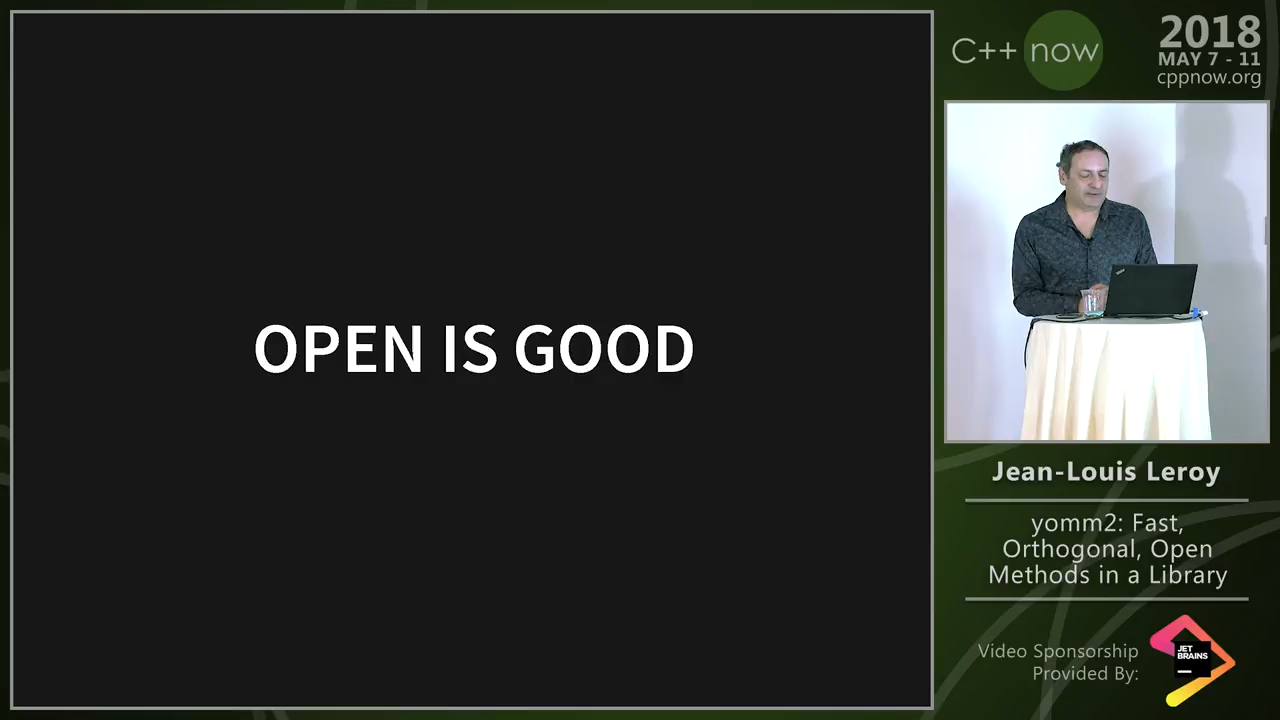 OPEN IS GOOD
C++ now
2018
MAY 7 - 11
cppnow.org
Jean-Louis Leroy
yomm2: Fast,
Orthogonal, Open
Methods in a Library
Video Sponsorship
Provided By:
JET
BRAINS